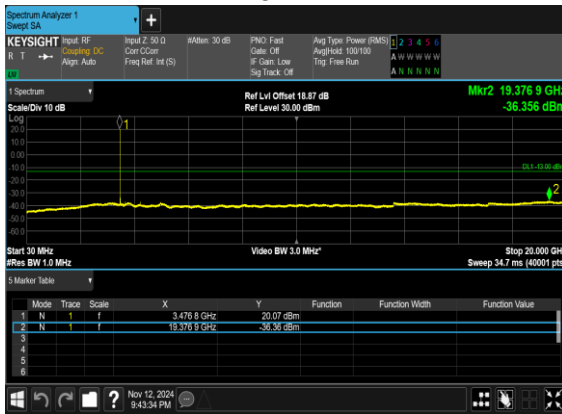 Spectrum Analyzer 1
Swept SA
+
KEYSIGHT Input: RF Input Z: 50 Ω #Atten: 30 dB PNO: Fast Avg Type: Power (RMS) 1 2 3 4 5 6
R T Coupling: DC Corr CCorr Gate: Off Avg|Hold: 100/100 A W W W W W
Align: Auto Freq Ref: Int (S) IF Gain: Low Trig: Free Run
Sig Track: Off A N N N N N
1 Spectrum Ref Lvl Offset 18.87 dB Mkr2 19.376 9 GHz
Scale/Div 10 dB Ref Level 30.00 dBm -36.356 dBm
Log
20.0 1
10.0
0.00
-10.0 DL1 -13.00 dBm
-20.0
-30.0 2
-40.0
-50.0
-60.0
Start 30 MHz Video BW 3.0 MHz* Stop 20.000 GHz
#Res BW 1.0 MHz Sweep 34.7 ms (40001 pts)
5 Marker Table
Mode Trace Scale X Y Function Function Width Function Value
1 N 1 f 3.476 8 GHz 20.07 dBm
2 N 1 f 19.376 9 GHz -36.36 dBm
3
4
5
6
? Nov 12, 2024
9:43:34 PM